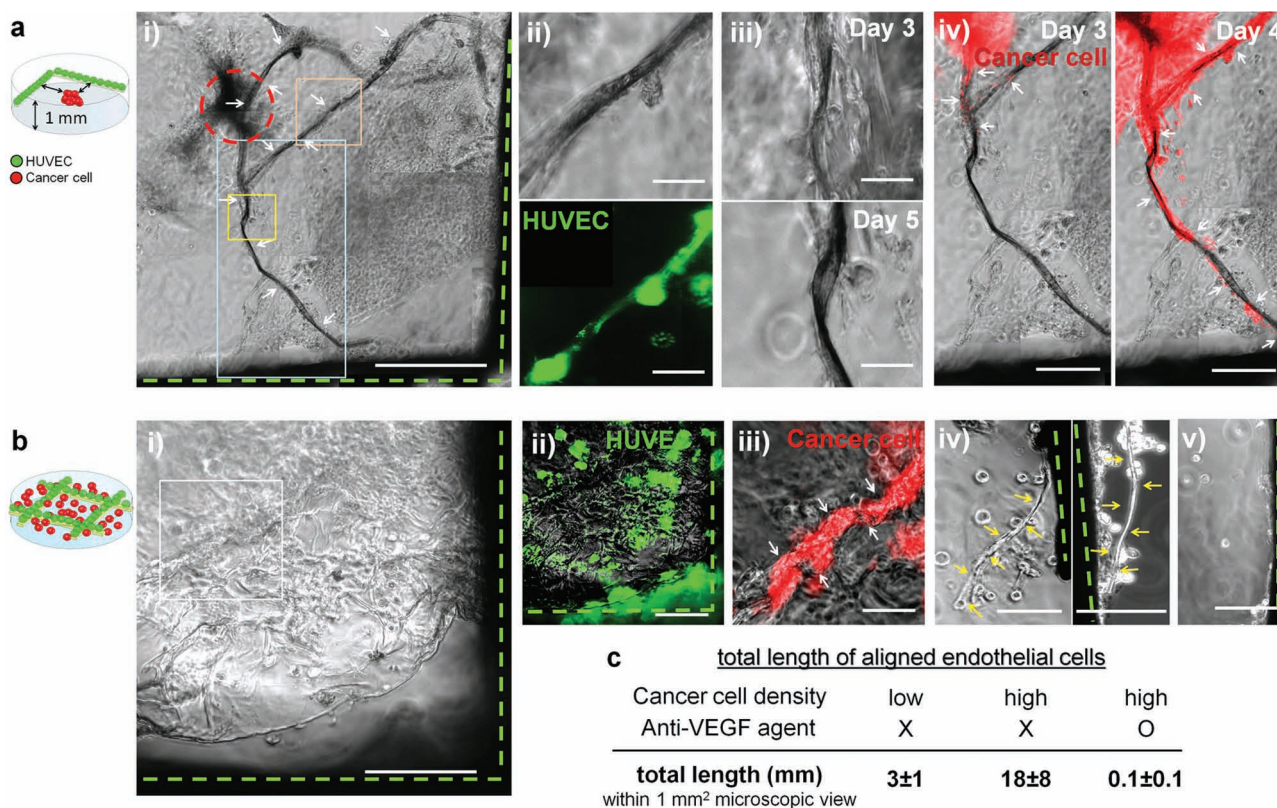 a
i)
ii)
iii)
Day 3
iv)
Day 3
Cancer cell
Day 4
1 mm
HUVEC
Cancer cell
HUVEC
Day 5
b
i)
ii)
HUVEC
iii)
Cancer cell
iv)
v)
c
total length of aligned endothelial cells
Cancer cell density low high high
Anti-VEGF agent X X O
total length (mm) 3±1 18±8 0.1±0.1
within 1 mm² microscopic view